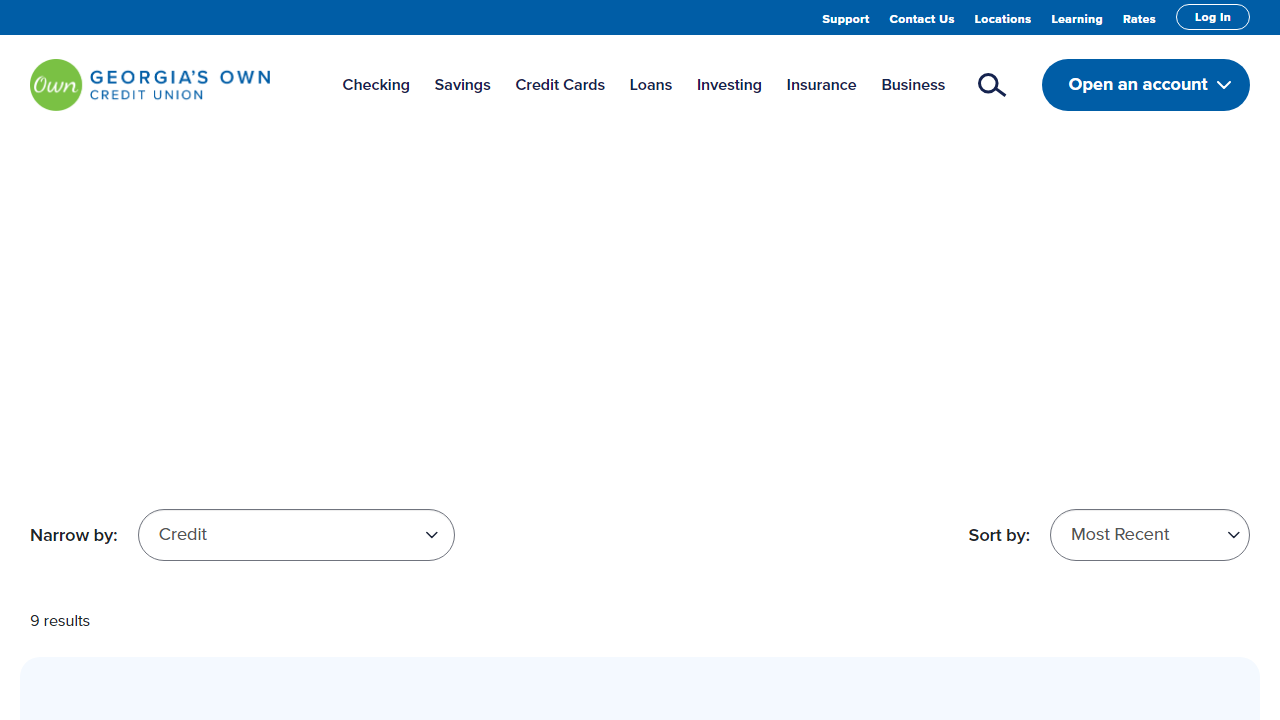 Support Contact Us Locations Learning Rates Log In
Own GEORGIA'S OWN
CREDIT UNION
Checking Savings Credit Cards Loans Investing Insurance Business Open an account
Narrow by: Credit Sort by: Most Recent
9 results